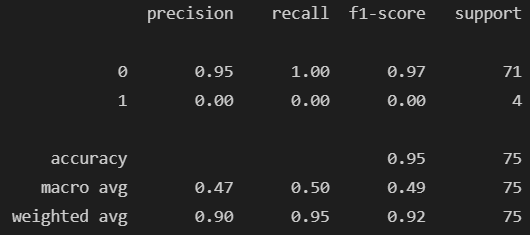 precision recall f1-score support
0 0.95 1.00 0.97 71
1 0.00 0.00 0.00 4
accuracy 0.95 75
macro avg 0.47 0.50 0.49 75
weighted avg 0.90 0.95 0.92 75